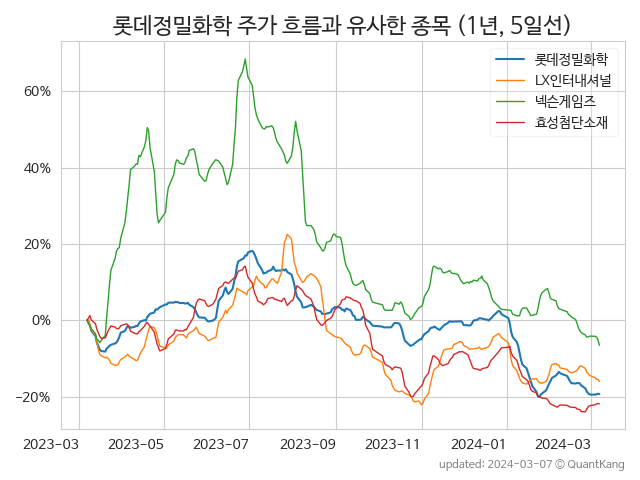 롯데정밀화학 주가 흐름과 유사한 종목 (1년, 5일선)
롯데정밀화학
LX인터내셔널
넥슨게임즈
효성첨단소재
60%
40%
20%
0%
−20%
2023-03 2023-05 2023-07 2023-09 2023-11 2024-01 2024-03
updated: 2024-03-07 © QuantKang